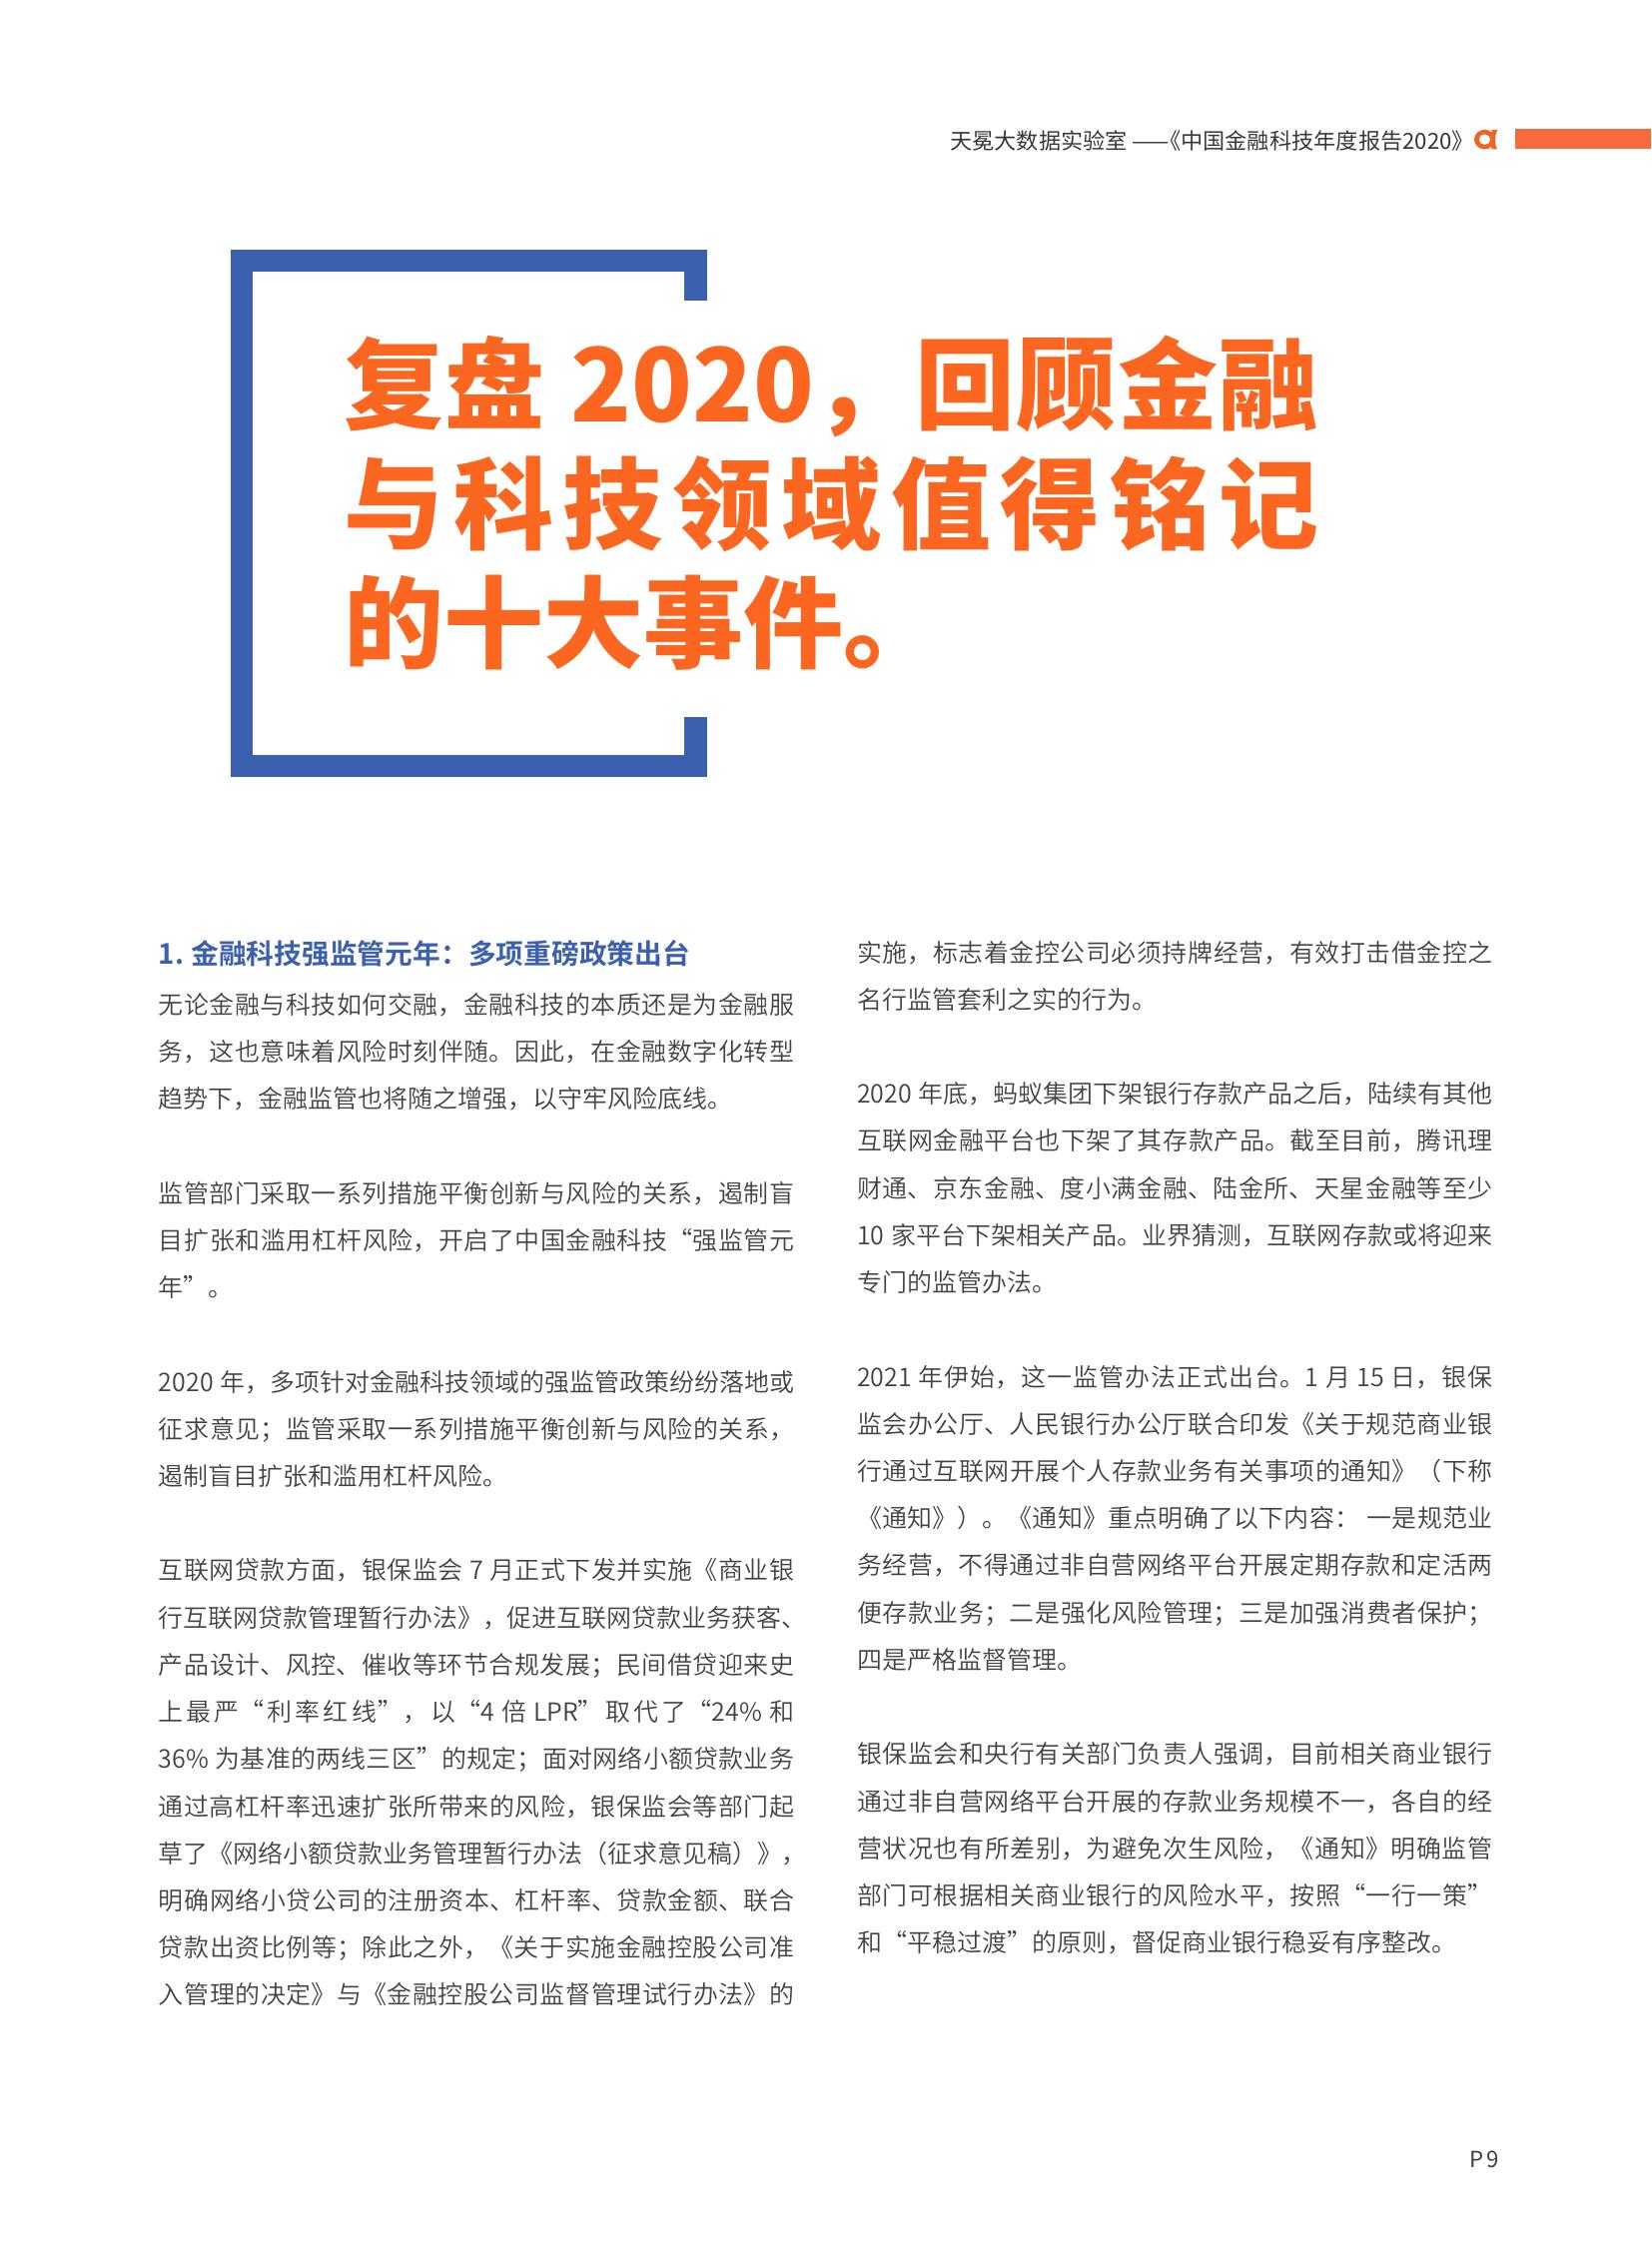 天冕大数据实验室 ——《中国金融科技年度报告2020》
复盘 2020，回顾金融
与科技领域值得铭记
的十大事件。
1. 金融科技强监管元年：多项重磅政策出台
无论金融与科技如何交融，金融科技的本质还是为金融服
务，这也意味着风险时刻伴随。因此，在金融数字化转型
趋势下，金融监管也将随之增强，以守牢风险底线。
监管部门采取一系列措施平衡创新与风险的关系，遏制盲
目扩张和滥用杠杆风险，开启了中国金融科技“强监管元
年”。
2020 年，多项针对金融科技领域的强监管政策纷纷落地或
征求意见；监管采取一系列措施平衡创新与风险的关系，
遏制盲目扩张和滥用杠杆风险。
互联网贷款方面，银保监会 7 月正式下发并实施《商业银
行互联网贷款管理暂行办法》，促进互联网贷款业务获客、
产品设计、风控、催收等环节合规发展；民间借贷迎来史
上最严“利率红线”，以“4 倍 LPR”取代了“24% 和
36% 为基准的两线三区”的规定；面对网络小额贷款业务
通过高杠杆率迅速扩张所带来的风险，银保监会等部门起
草了《网络小额贷款业务管理暂行办法（征求意见稿）》，
明确网络小贷公司的注册资本、杠杆率、贷款金额、联合
贷款出资比例等；除此之外，《关于实施金融控股公司准
入管理的决定》与《金融控股公司监督管理试行办法》的
实施，标志着金控公司必须持牌经营，有效打击借金控之
名行监管套利之实的行为。
2020 年底，蚂蚁集团下架银行存款产品之后，陆续有其他
互联网金融平台也下架了其存款产品。截至目前，腾讯理
财通、京东金融、度小满金融、陆金所、天星金融等至少
10 家平台下架相关产品。业界猜测，互联网存款或将迎来
专门的监管办法。
2021 年伊始，这一监管办法正式出台。1 月 15 日，银保
监会办公厅、人民银行办公厅联合印发《关于规范商业银
行通过互联网开展个人存款业务有关事项的通知》（下称
《通知》）。《通知》重点明确了以下内容： 一是规范业
务经营，不得通过非自营网络平台开展定期存款和定活两
便存款业务；二是强化风险管理；三是加强消费者保护；
四是严格监督管理。
银保监会和央行有关部门负责人强调，目前相关商业银行
通过非自营网络平台开展的存款业务规模不一，各自的经
营状况也有所差别，为避免次生风险，《通知》明确监管
部门可根据相关商业银行的风险水平，按照“一行一策”
和“平稳过渡”的原则，督促商业银行稳妥有序整改。
P9